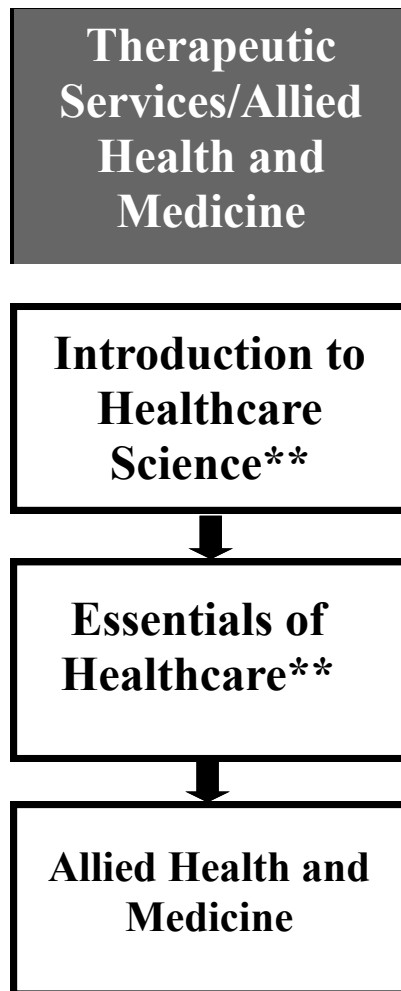 Therapeutic
Services/Allied
Health and
Medicine
Introduction to
Healthcare
Science**
Essentials of
Healthcare**
Allied Health and
Medicine